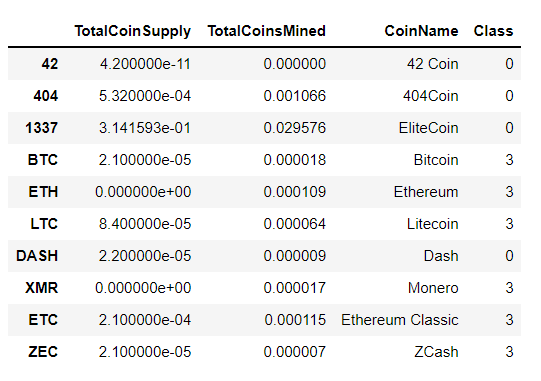 TotalCoinSupply TotalCoinsMined CoinName Class
42 4.200000e-11 0.000000 42 Coin 0
404 5.320000e-04 0.001066 404Coin 0
1337 3.141593e-01 0.029576 EliteCoin 0
BTC 2.100000e-05 0.000018 Bitcoin 3
ETH 0.000000e+00 0.000109 Ethereum 3
LTC 8.400000e-05 0.000064 Litecoin 3
DASH 2.200000e-05 0.000009 Dash 0
XMR 0.000000e+00 0.000017 Monero 3
ETC 2.100000e-04 0.000115 Ethereum Classic 3
ZEC 2.100000e-05 0.000007 ZCash 3